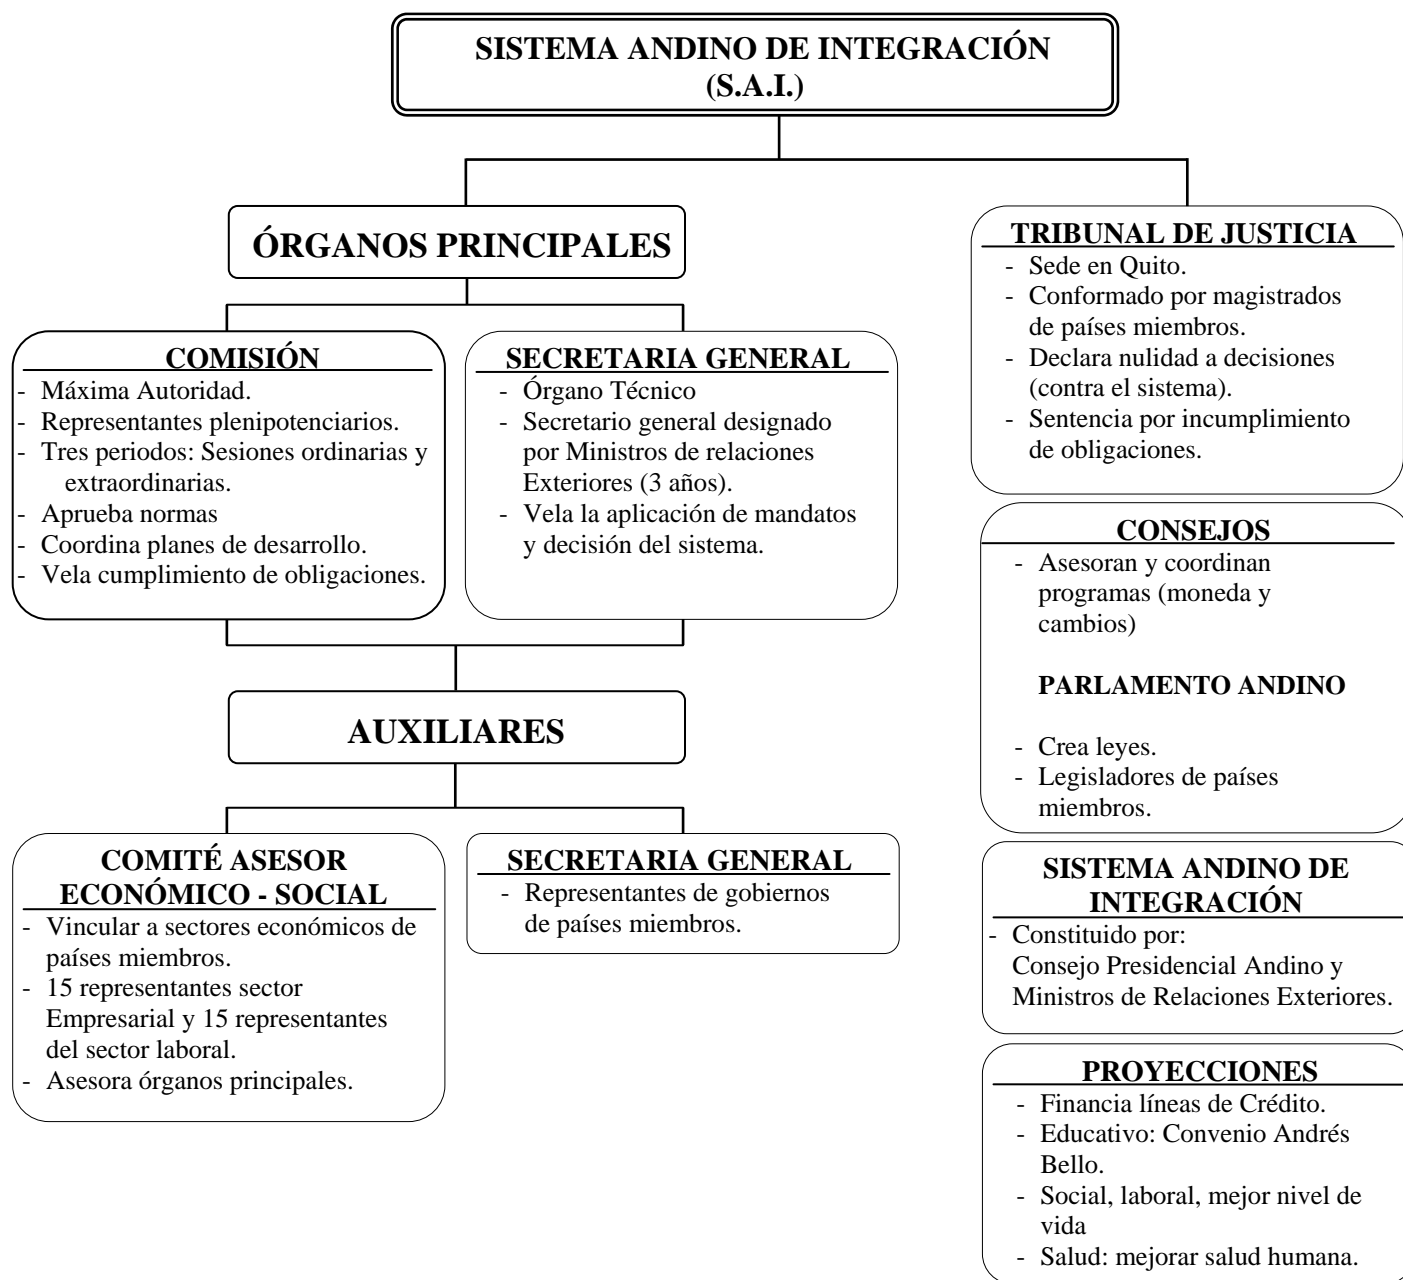 SISTEMA ANDINO DE INTEGRACIÓN
(S.A.I.)
ÓRGANOS PRINCIPALES
COMISIÓN
- Máxima Autoridad.
- Representantes plenipotenciarios.
- Tres periodos: Sesiones ordinarias y
extraordinarias.
- Aprueba normas
- Coordina planes de desarrollo.
- Vela cumplimiento de obligaciones.
SECRETARIA GENERAL
- Órgano Técnico
- Secretario general designado
por Ministros de relaciones
Exteriores (3 años).
- Vela la aplicación de mandatos
y decisión del sistema.
AUXILIARES
COMITÉ ASESOR
ECONÓMICO - SOCIAL
- Vincular a sectores económicos de
países miembros.
- 15 representantes sector
Empresarial y 15 representantes
del sector laboral.
- Asesora órganos principales.
SECRETARIA GENERAL
- Representantes de gobiernos
de países miembros.
TRIBUNAL DE JUSTICIA
- Sede en Quito.
- Conformado por magistrados
de países miembros.
- Declara nulidad a decisiones
(contra el sistema).
- Sentencia por incumplimiento
de obligaciones.
CONSEJOS
- Asesoran y coordinan
programas (moneda y
cambios)
PARLAMENTO ANDINO
- Crea leyes.
- Legisladores de países
miembros.
SISTEMA ANDINO DE
INTEGRACIÓN
- Constituido por:
Consejo Presidencial Andino y
Ministros de Relaciones Exteriores.
PROYECCIONES
- Financia líneas de Crédito.
- Educativo: Convenio Andrés
Bello.
- Social, laboral, mejor nivel de
vida
- Salud: mejorar salud humana.